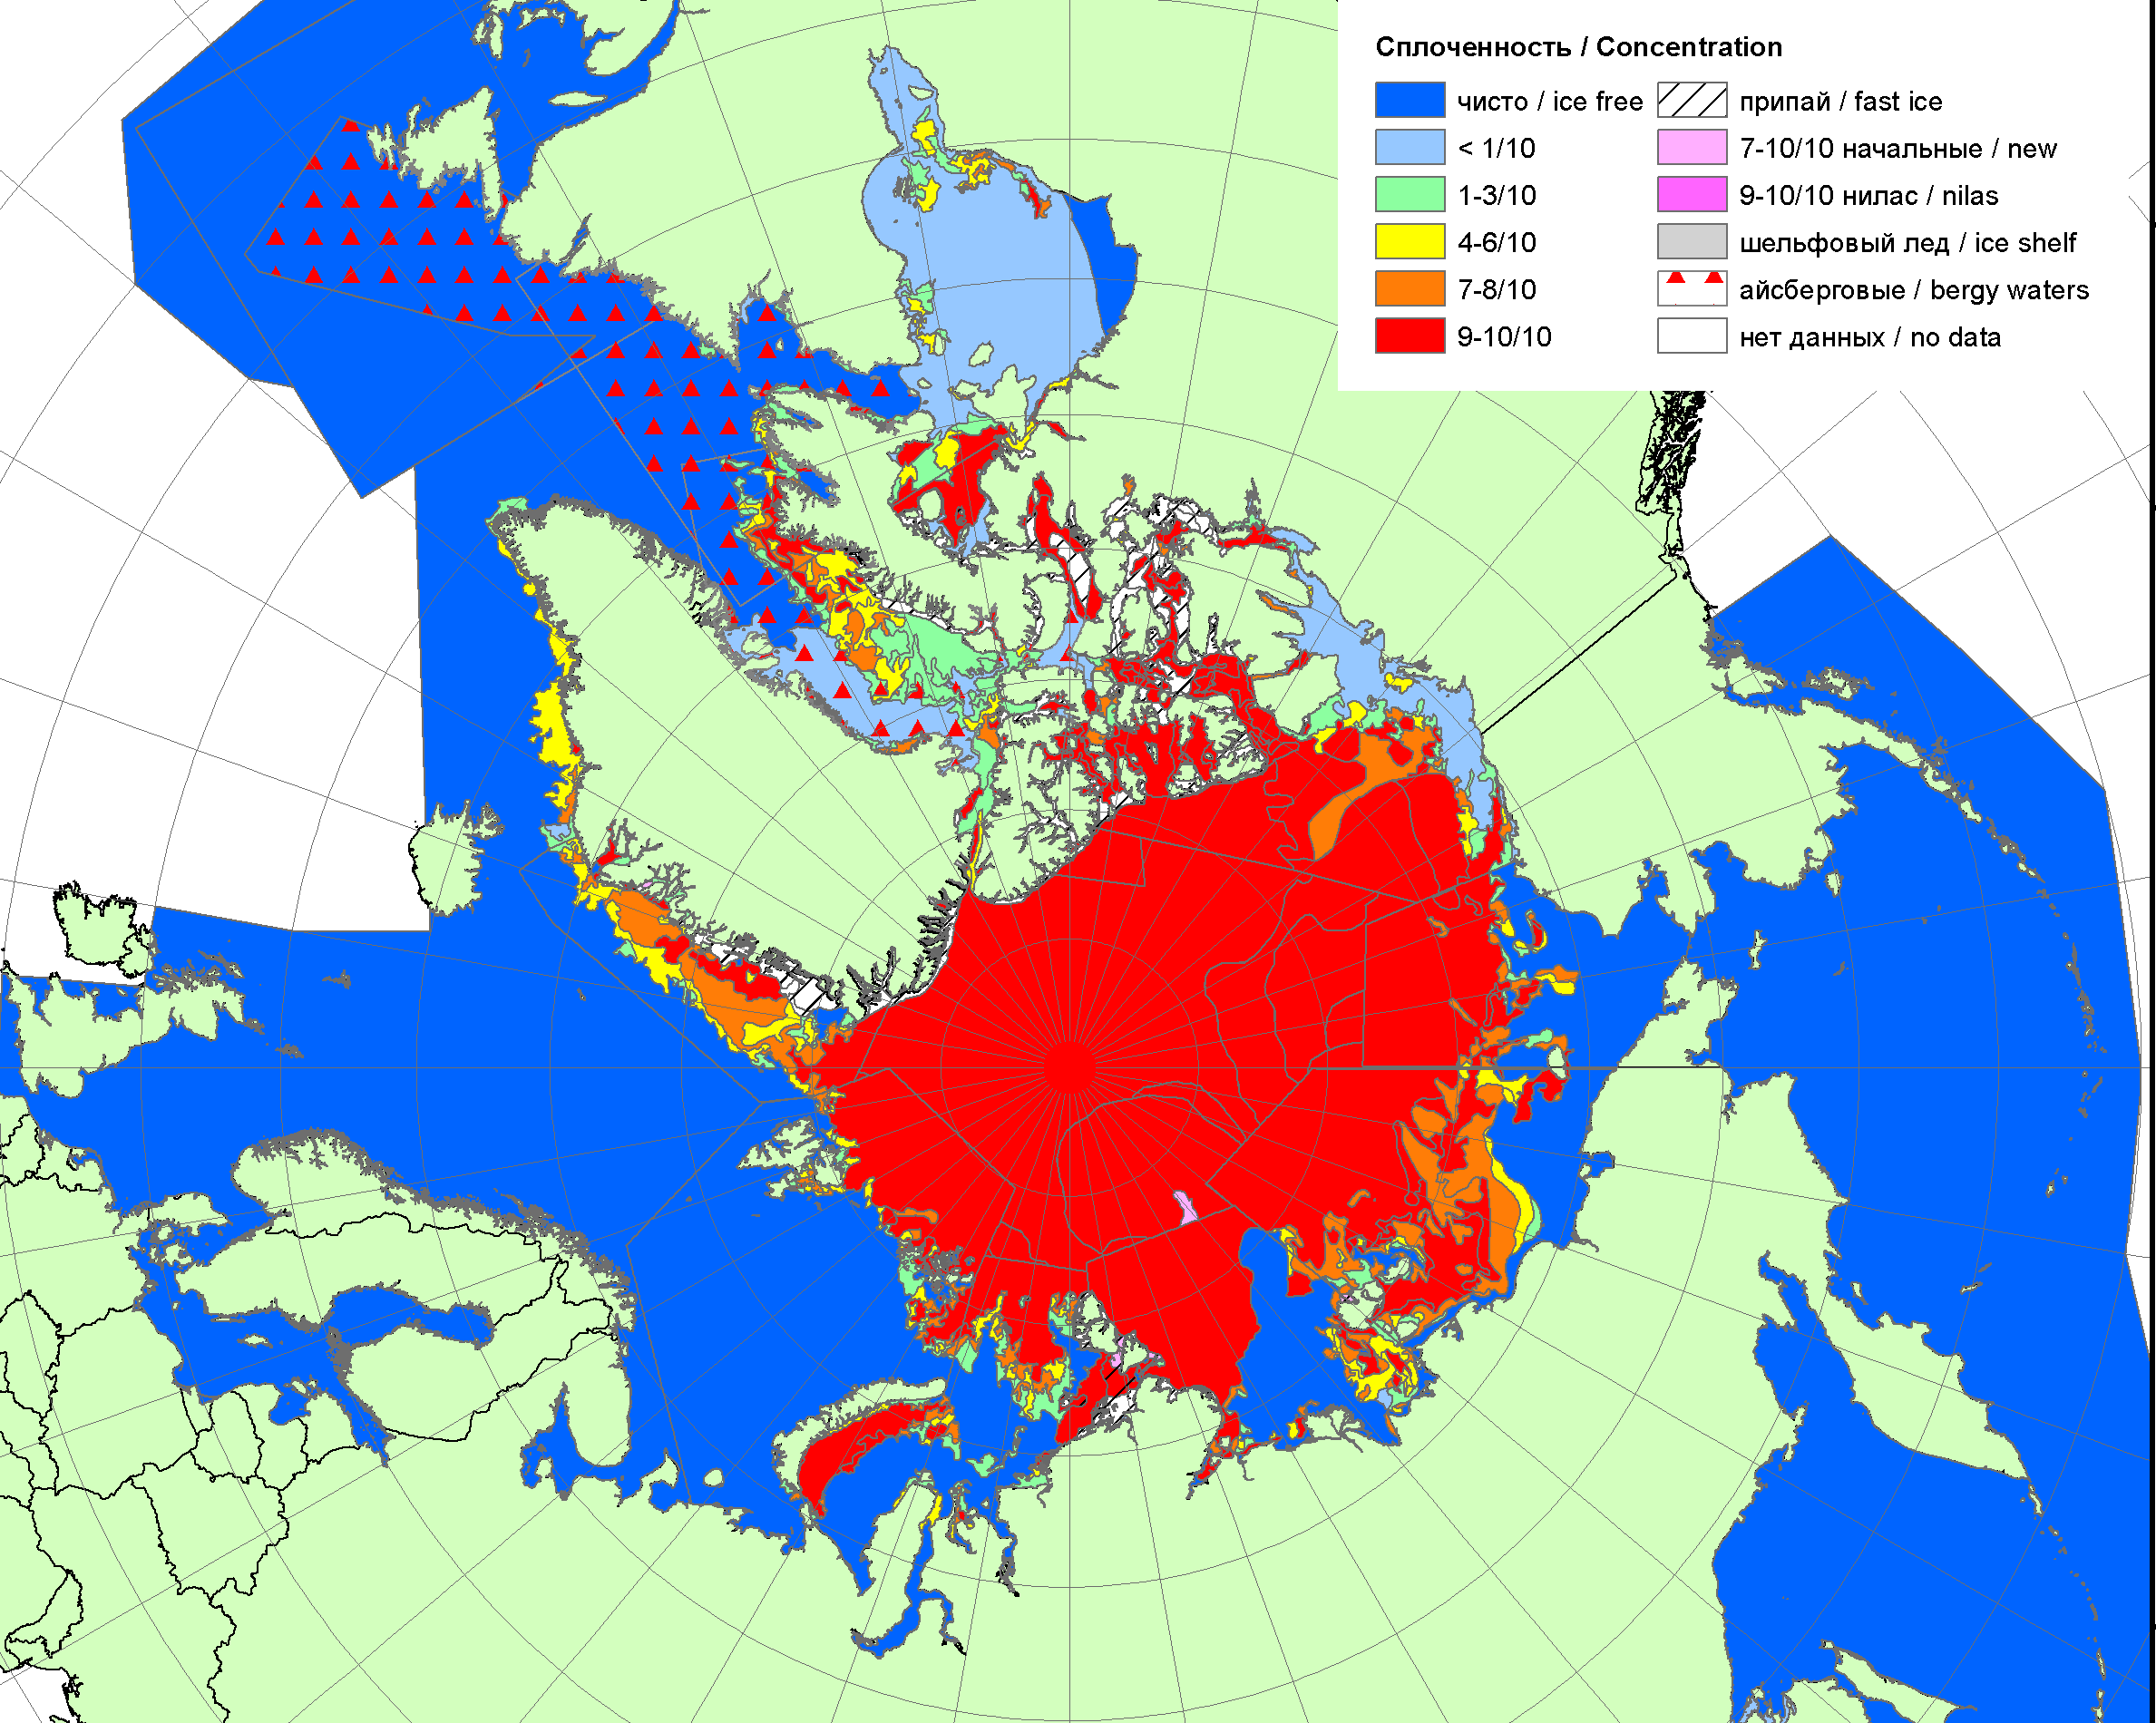 Сплоченность / Concentration
чисто / ice free
< 1/10
1-3/10
4-6/10
7-8/10
9-10/10
припай / fast ice
7-10/10 начальные / new
9-10/10 нилас / nilas
шельфовый лед / ice shelf
айсберговые / bergy waters
нет данных / no data